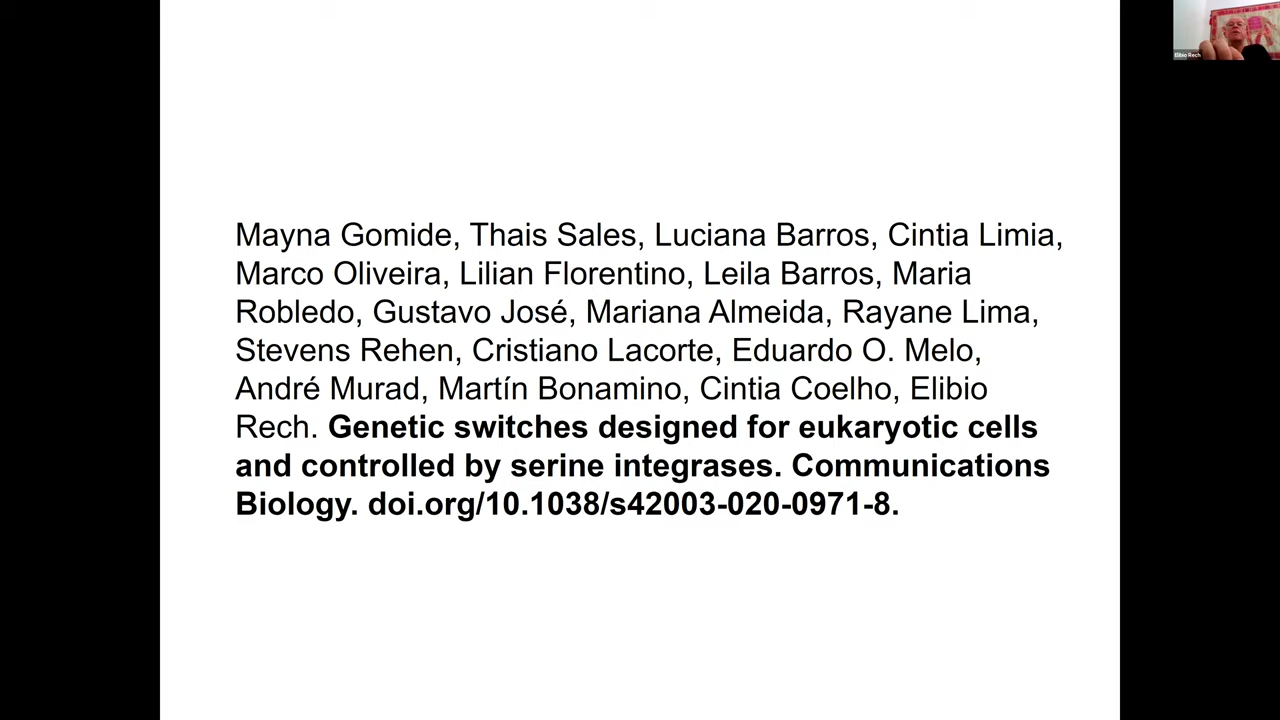 Elibio Rech
Mayna Gomide, Thais Sales, Luciana Barros, Cintia Limia,
Marco Oliveira, Lilian Florentino, Leila Barros, Maria
Robledo, Gustavo José, Mariana Almeida, Rayane Lima,
Stevens Rehen, Cristiano Lacorte, Eduardo O. Melo,
André Murad, Martín Bonamino, Cintia Coelho, Elibio
Rech. Genetic switches designed for eukaryotic cells
and controlled by serine integrases. Communications
Biology. doi.org/10.1038/s42003-020-0971-8.